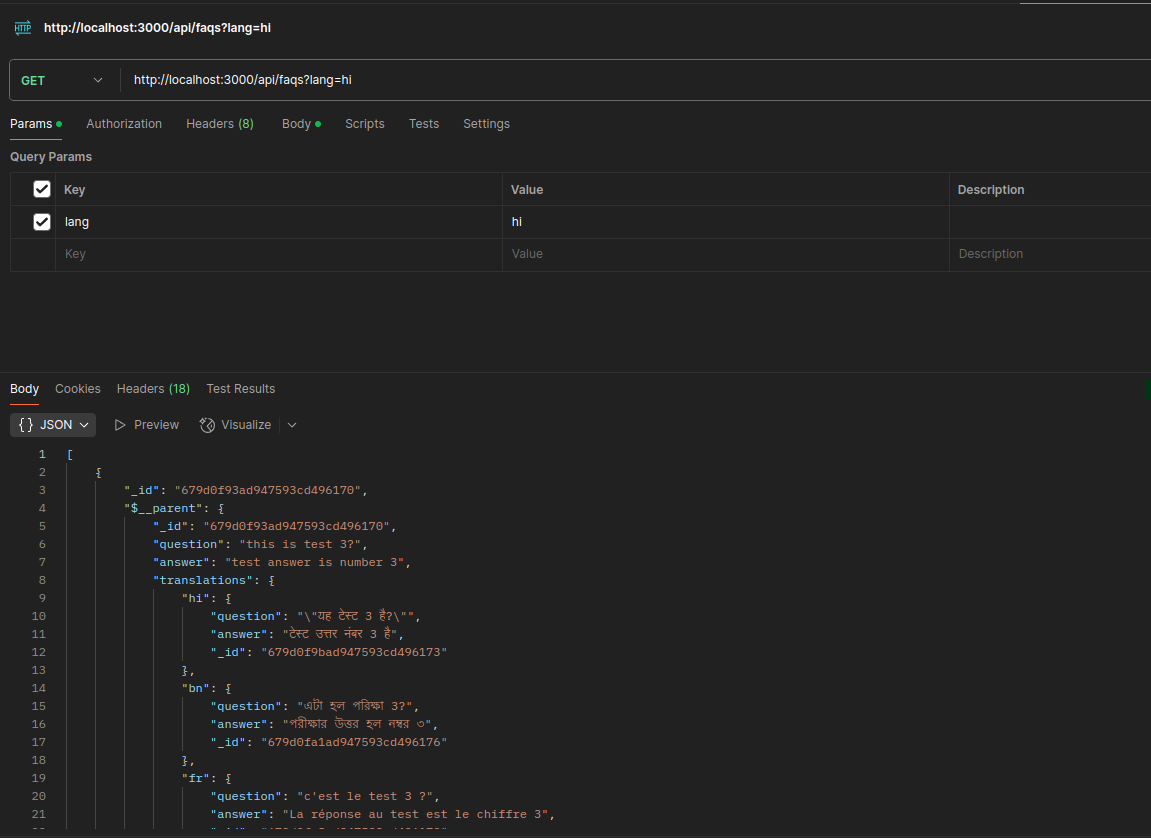 HTTP http://localhost:3000/api/faqs?lang=hi
GET http://localhost:3000/api/faqs?lang=hi
Params Authorization Headers (8) Body Scripts Tests Settings
Query Params
Key Value Description
lang hi
Key Value Description
Body Cookies Headers (18) Test Results
{} JSON Preview Visualize
1 [
2 {
3 "_id": "679d0f93ad947593cd496170",
4 "$__parent": {
5 "_id": "679d0f93ad947593cd496170",
6 "question": "this is test 3?",
7 "answer": "test answer is number 3",
8 "translations": {
9 "hi": {
10 "question": "\"यह टेस्ट 3 है?\"",
11 "answer": "टेस्ट उत्तर नंबर 3 है",
12 "_id": "679d0f9bad947593cd496173"
13 },
14 "bn": {
15 "question": "এটা হল পরিক্ষা 3?",
16 "answer": "পরীক্ষার উত্তর হল নম্বর ৩",
17 "_id": "679d0fa1ad947593cd496176"
18 },
19 "fr": {
20 "question": "c'est le test 3 ?",
21 "answer": "La réponse au test est le chiffre 3",